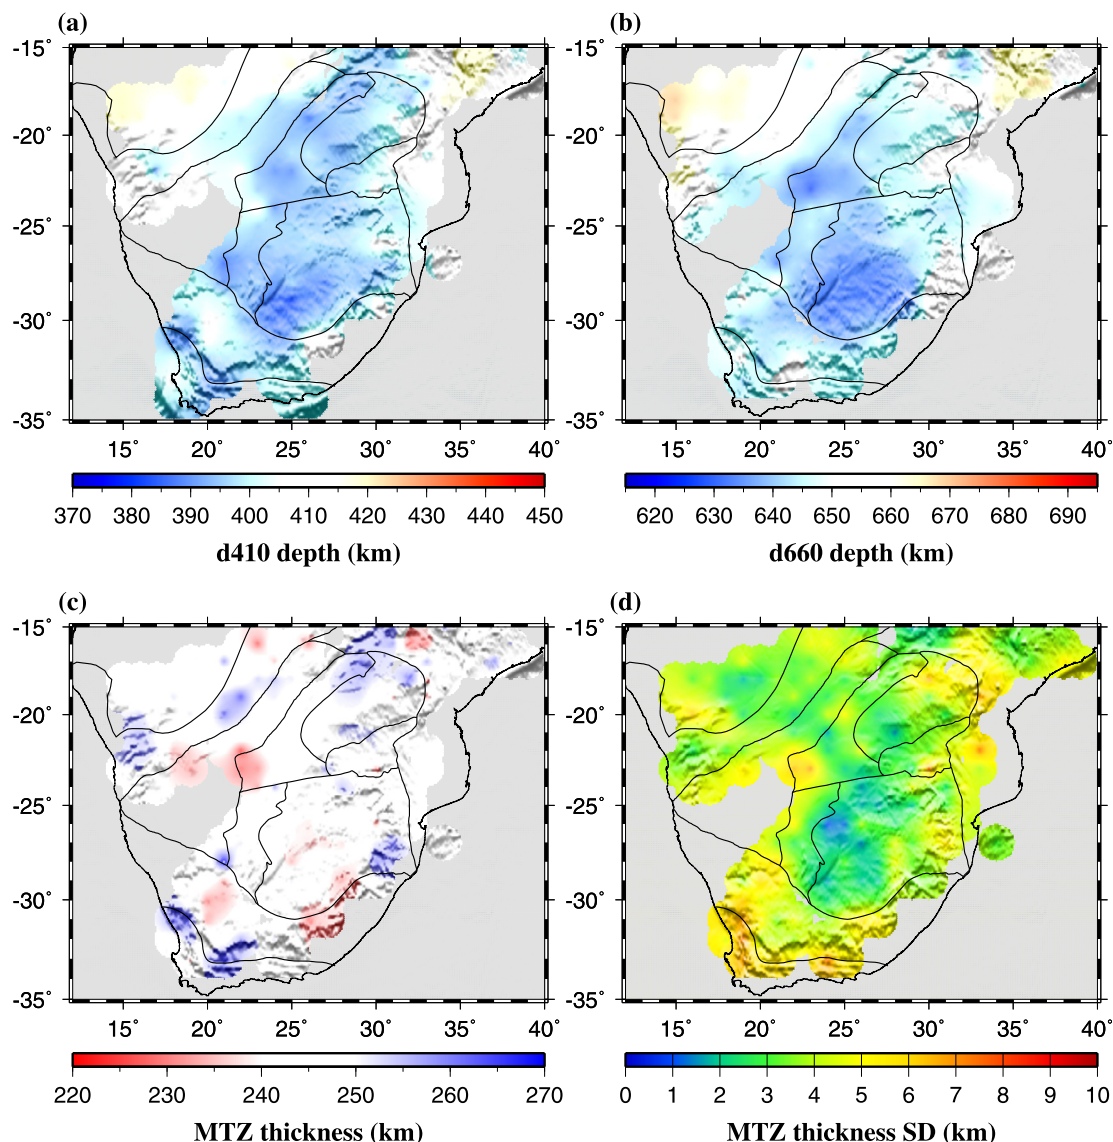 (a) (b)
-15˚ -15˚
-20˚ -20˚
-25˚ -25˚
-30˚ -30˚
-35˚ -35˚
15˚ 20˚ 25˚ 30˚ 35˚ 40˚ 15˚ 20˚ 25˚ 30˚ 35˚ 40˚
370 380 390 400 410 420 430 440 450 620 630 640 650 660 670 680 690
d410 depth (km) d660 depth (km)
(c) (d)
-15˚ -15˚
-20˚ -20˚
-25˚ -25˚
-30˚ -30˚
-35˚ -35˚
15˚ 20˚ 25˚ 30˚ 35˚ 40˚ 15˚ 20˚ 25˚ 30˚ 35˚ 40˚
220 230 240 250 260 270 0 1 2 3 4 5 6 7 8 9 10
MTZ thickness (km) MTZ thickness SD (km)